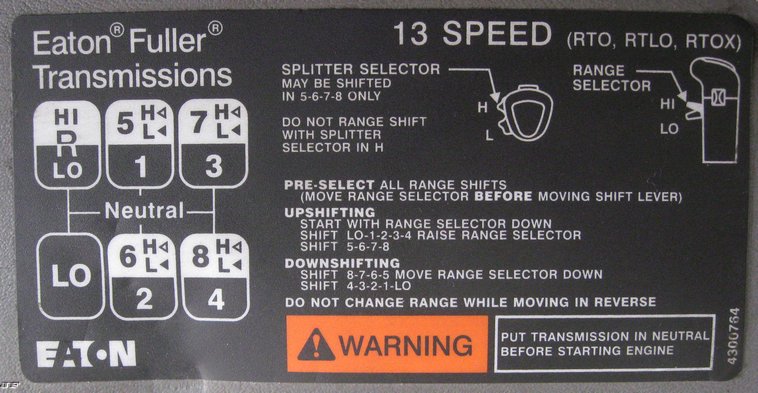 Eaton® Fuller®
Transmissions
13 SPEED (RTO, RTLO, RTOX)
SPLITTER SELECTOR
MAY BE SHIFTED
IN 5-6-7-8 ONLY
DO NOT RANGE SHIFT
WITH SPLITTER
SELECTOR IN H
H
L
RANGE
SELECTOR
HI
LO
HI
R
LO
5 H
L
1
7 H
L
3
Neutral
LO
6 H
L
2
8 H
L
4
PRE-SELECT ALL RANGE SHIFTS
(MOVE RANGE SELECTOR BEFORE MOVING SHIFT LEVER)
UPSHIFTING
START WITH RANGE SELECTOR DOWN
SHIFT LO-1-2-3-4 RAISE RANGE SELECTOR
SHIFT 5-6-7-8
DOWNSHIFTING
SHIFT 8-7-6-5 MOVE RANGE SELECTOR DOWN
SHIFT 4-3-2-1-LO
DO NOT CHANGE RANGE WHILE MOVING IN REVERSE
EATON
WARNING
PUT TRANSMISSION IN NEUTRAL
BEFORE STARTING ENGINE
4300764